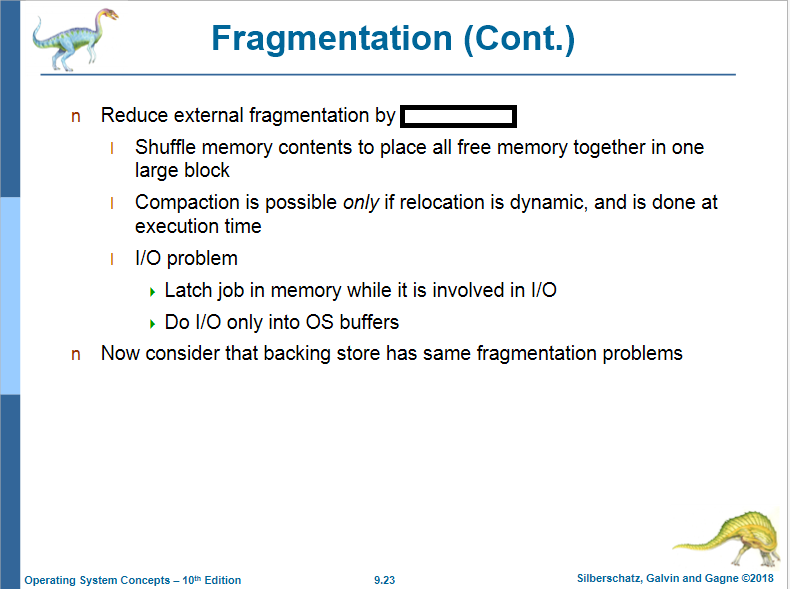 Fragmentation (Cont.)
n Reduce external fragmentation by
l Shuffle memory contents to place all free memory together in one
large block
l Compaction is possible only if relocation is dynamic, and is done at
execution time
l I/O problem
Latch job in memory while it is involved in I/O
Do I/O only into OS buffers
n Now consider that backing store has same fragmentation problems
Operating System Concepts – 10th Edition 9.23 Silberschatz, Galvin and Gagne ©2018